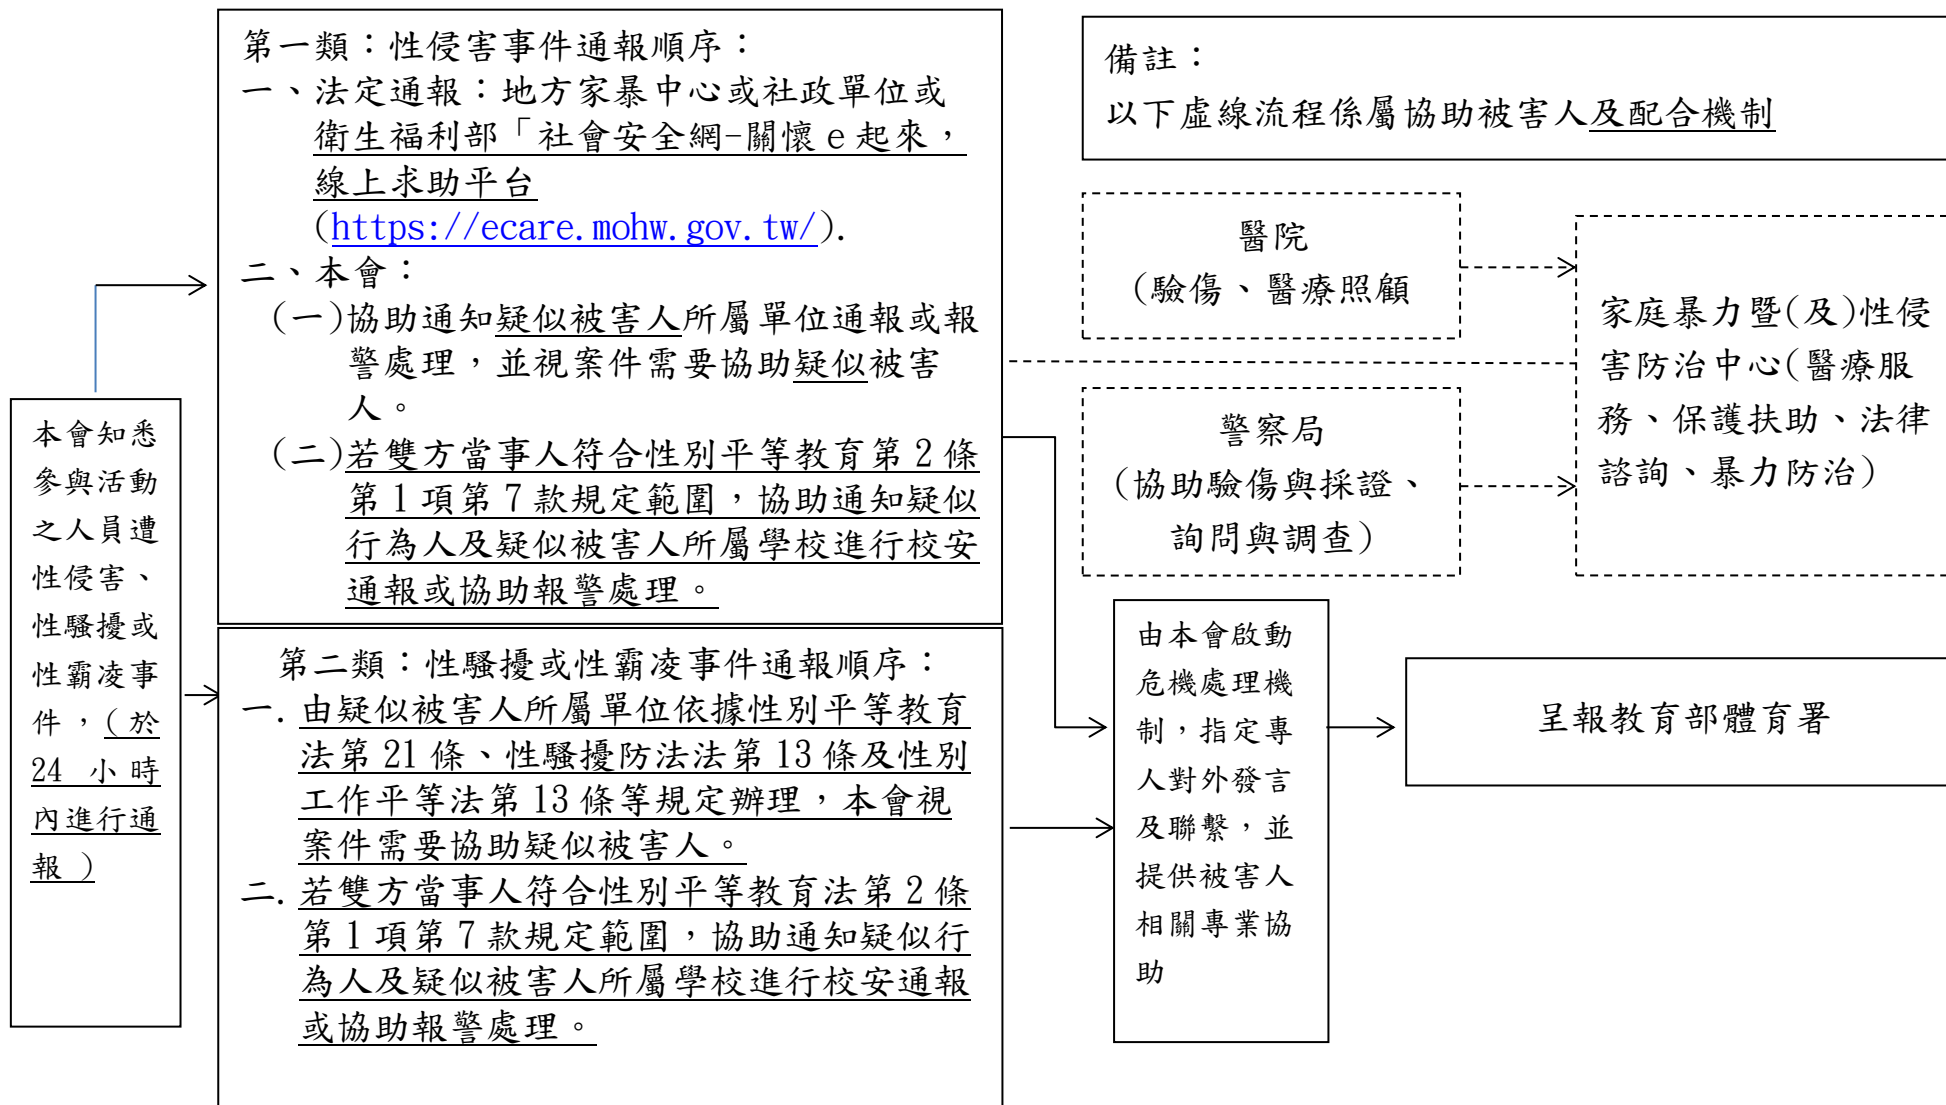 本會知悉
參與活動
之人員遭
性侵害、
性騷擾或
性霸凌事
件，(於
24 小時
內進行通
報 )
第一類：性侵害事件通報順序：
一、法定通報：地方家暴中心或社政單位或
衛生福利部「社會安全網-關懷 e 起來，
線上求助平台
(https://ecare.mohw.gov.tw/).
二、本會：
(一)協助通知疑似被害人所屬單位通報或報
警處理，並視案件需要協助疑似被害
人。
(二)若雙方當事人符合性別平等教育第 2 條
第 1 項第 7 款規定範圍，協助通知疑似
行為人及疑似被害人所屬學校進行校安
通報或協助報警處理。
第二類：性騷擾或性霸凌事件通報順序：
一. 由疑似被害人所屬單位依據性別平等教育
法第 21 條、性騷擾防法法第 13 條及性別
工作平等法第 13 條等規定辦理，本會視
案件需要協助疑似被害人。
二. 若雙方當事人符合性別平等教育法第 2 條
第 1 項第 7 款規定範圍，協助通知疑似行
為人及疑似被害人所屬學校進行校安通報
或協助報警處理。
備註：
以下虛線流程係屬協助被害人及配合機制
醫院
(驗傷、醫療照顧
警察局
(協助驗傷與採證、
詢問與調查)
家庭暴力暨(及)性侵
害防治中心(醫療服
務、保護扶助、法律
諮詢、暴力防治)
由本會啟動
危機處理機
制，指定專
人對外發言
及聯繫，並
提供被害人
相關專業協
助
呈報教育部體育署